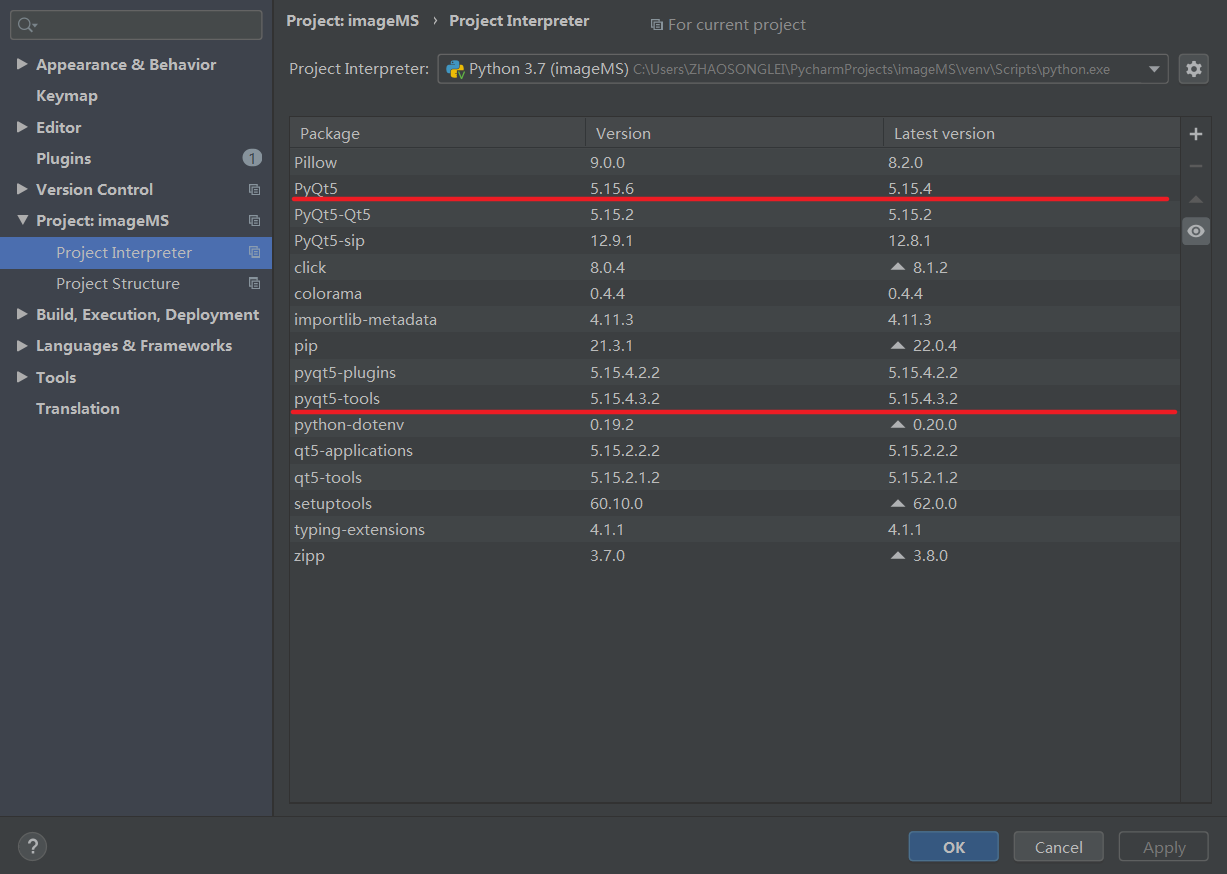 Project: imageMS › Project Interpreter For current project
Appearance & Behavior
Keymap
Editor
Plugins 1
Version Control
Project: imageMS
Project Interpreter
Project Structure
Build, Execution, Deployment
Languages & Frameworks
Tools
Translation
Project Interpreter: Python 3.7 (imageMS) C:\Users\ZHAOSONGLEI\PycharmProjects\imageMS\venv\Scripts\python.exe
Package Version Latest version
Pillow 9.0.0 8.2.0
PyQt5 5.15.6 5.15.4
PyQt5-Qt5 5.15.2 5.15.2
PyQt5-sip 12.9.1 12.8.1
click 8.0.4 8.1.2
colorama 0.4.4 0.4.4
importlib-metadata 4.11.3 4.11.3
pip 21.3.1 22.0.4
pyqt5-plugins 5.15.4.2.2 5.15.4.2.2
pyqt5-tools 5.15.4.3.2 5.15.4.3.2
python-dotenv 0.19.2 0.20.0
qt5-applications 5.15.2.2.2 5.15.2.2.2
qt5-tools 5.15.2.1.2 5.15.2.1.2
setuptools 60.10.0 62.0.0
typing-extensions 4.1.1 4.1.1
zipp 3.7.0 3.8.0
? OK Cancel Apply